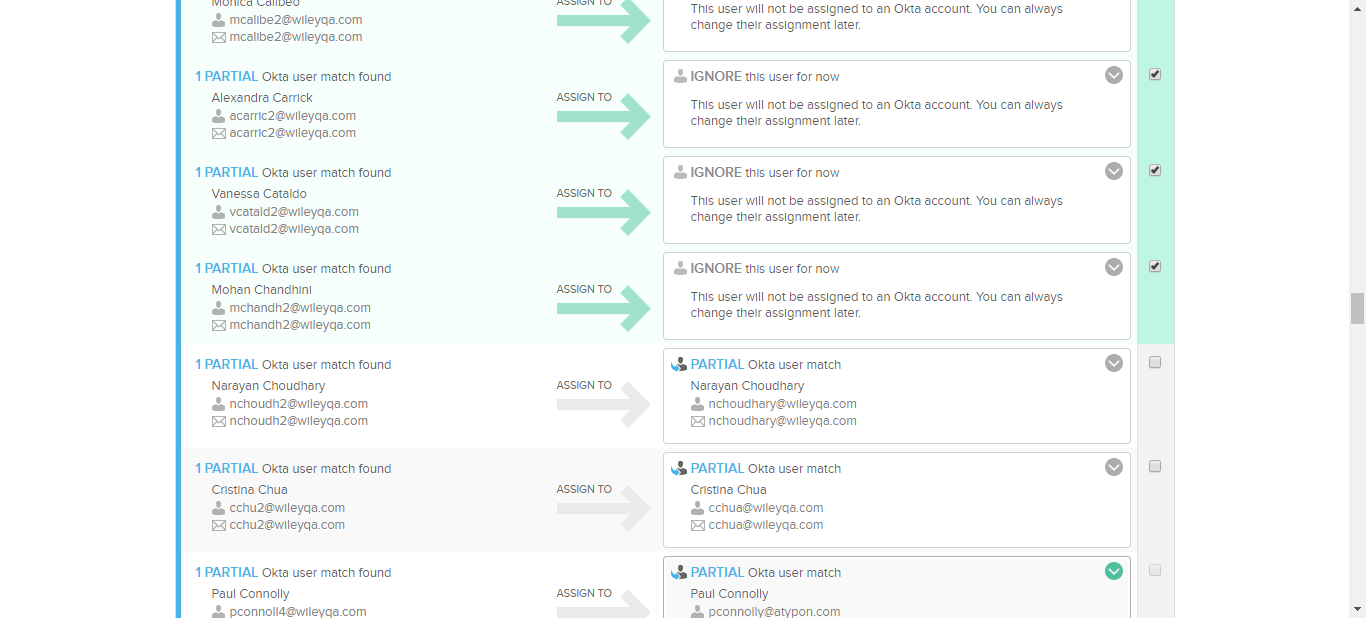 Monica Calibeo
mcalibe2@wileyqa.com
mcalibe2@wileyqa.com
ASSIGN TO
This user will not be assigned to an Okta account. You can always
change their assignment later.
1 PARTIAL Okta user match found
Alexandra Carrick
acarric2@wileyqa.com
acarric2@wileyqa.com
ASSIGN TO
IGNORE this user for now
This user will not be assigned to an Okta account. You can always
change their assignment later.
1 PARTIAL Okta user match found
Vanessa Cataldo
vcatald2@wileyqa.com
vcatald2@wileyqa.com
ASSIGN TO
IGNORE this user for now
This user will not be assigned to an Okta account. You can always
change their assignment later.
1 PARTIAL Okta user match found
Mohan Chandhini
mchandh2@wileyqa.com
mchandh2@wileyqa.com
ASSIGN TO
IGNORE this user for now
This user will not be assigned to an Okta account. You can always
change their assignment later.
1 PARTIAL Okta user match found
Narayan Choudhary
nchoudh2@wileyqa.com
nchoudh2@wileyqa.com
ASSIGN TO
PARTIAL Okta user match
Narayan Choudhary
nchoudhary@wileyqa.com
nchoudhary@wileyqa.com
1 PARTIAL Okta user match found
Cristina Chua
cchu2@wileyqa.com
cchu2@wileyqa.com
ASSIGN TO
PARTIAL Okta user match
Cristina Chua
cchua@wileyqa.com
cchua@wileyqa.com
1 PARTIAL Okta user match found
Paul Connolly
pconnoll4@wileyqa.com
ASSIGN TO
PARTIAL Okta user match
Paul Connolly
pconnolly@atypon.com